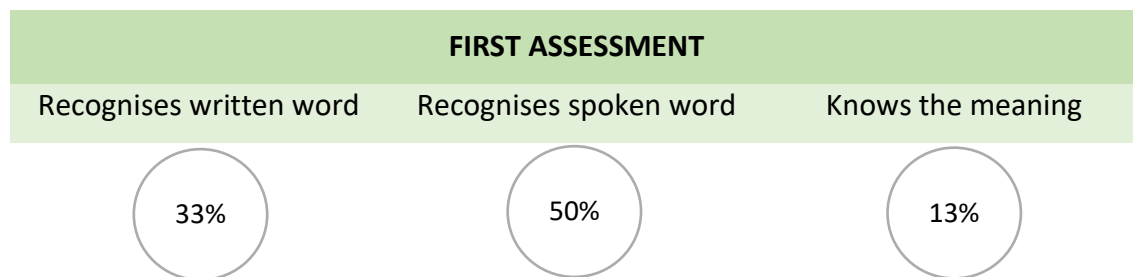 FIRST ASSESSMENT
Recognises written word Recognises spoken word Knows the meaning
33% 50% 13%